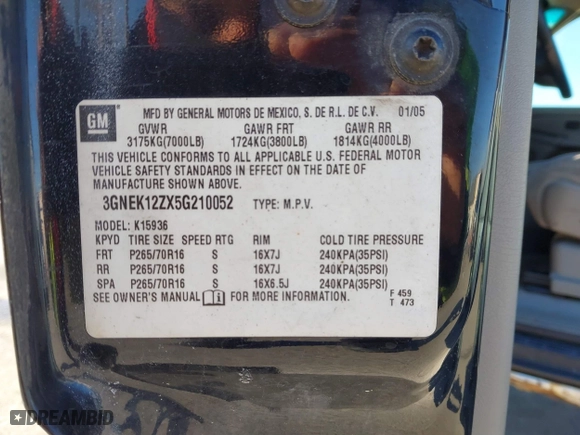 GM
MFD BY GENERAL MOTORS DE MEXICO, S. DE R.L. DE C.V. 01/05
GVWR GAWR FRT GAWR RR
3175KG(7000LB) 1724KG(3800LB) 1814KG(4000LB)
THIS VEHICLE CONFORMS TO ALL APPLICABLE U.S. FEDERAL MOTOR
VEHICLE SAFETY STANDARDS IN EFFECT ON THE DATE OF
MANUFACTURE SHOWN ABOVE.
3GNEK12ZX5G210052 TYPE: M.P.V.
MODEL: K15936
KPYD TIRE SIZE SPEED RTG RIM COLD TIRE PRESSURE
FRT P265/70R16 S 16X7J 240KPA(35PSI)
RR P265/70R16 S 16X7J 240KPA(35PSI)
SPA P265/70R16 S 16X6.5J 240KPA(35PSI)
SEE OWNER'S MANUAL FOR MORE INFORMATION. F 459
T 473
DREAMBID